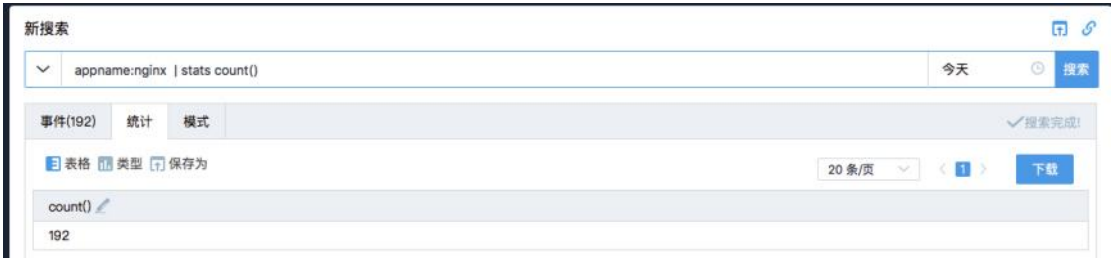 新搜索
appname:nginx | stats count()
今天
搜索
事件(192) 统计 模式
搜索完成!
表格 类型 保存为
20 条/页
1
下载
count()
192